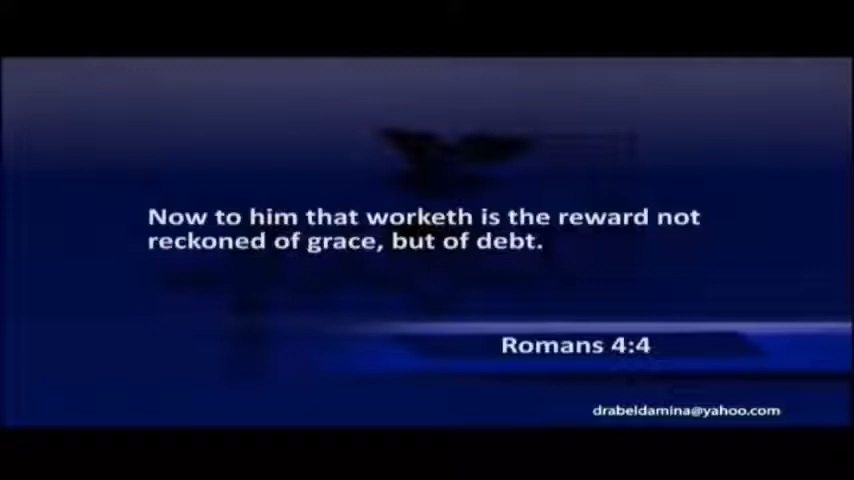 Now to him that worketh is the reward not
reckoned of grace, but of debt.
Romans 4:4
drabeldamina@yahoo.com